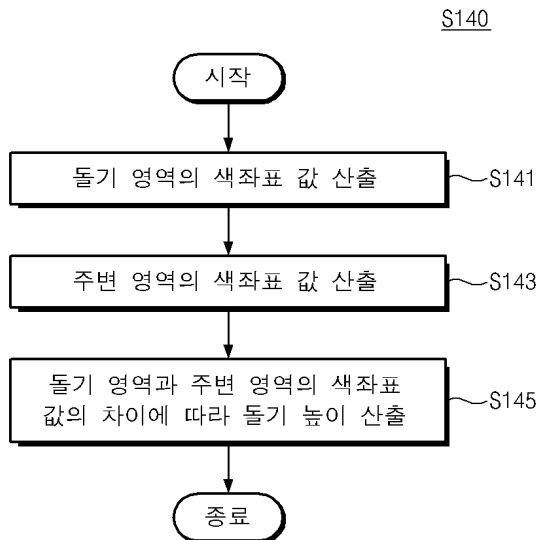 S140
시작
돌기 영역의 색좌표 값 산출
S141
주변 영역의 색좌표 값 산출
S143
돌기 영역과 주변 영역의 색좌표
값의 차이에 따라 돌기 높이 산출
S145
종료